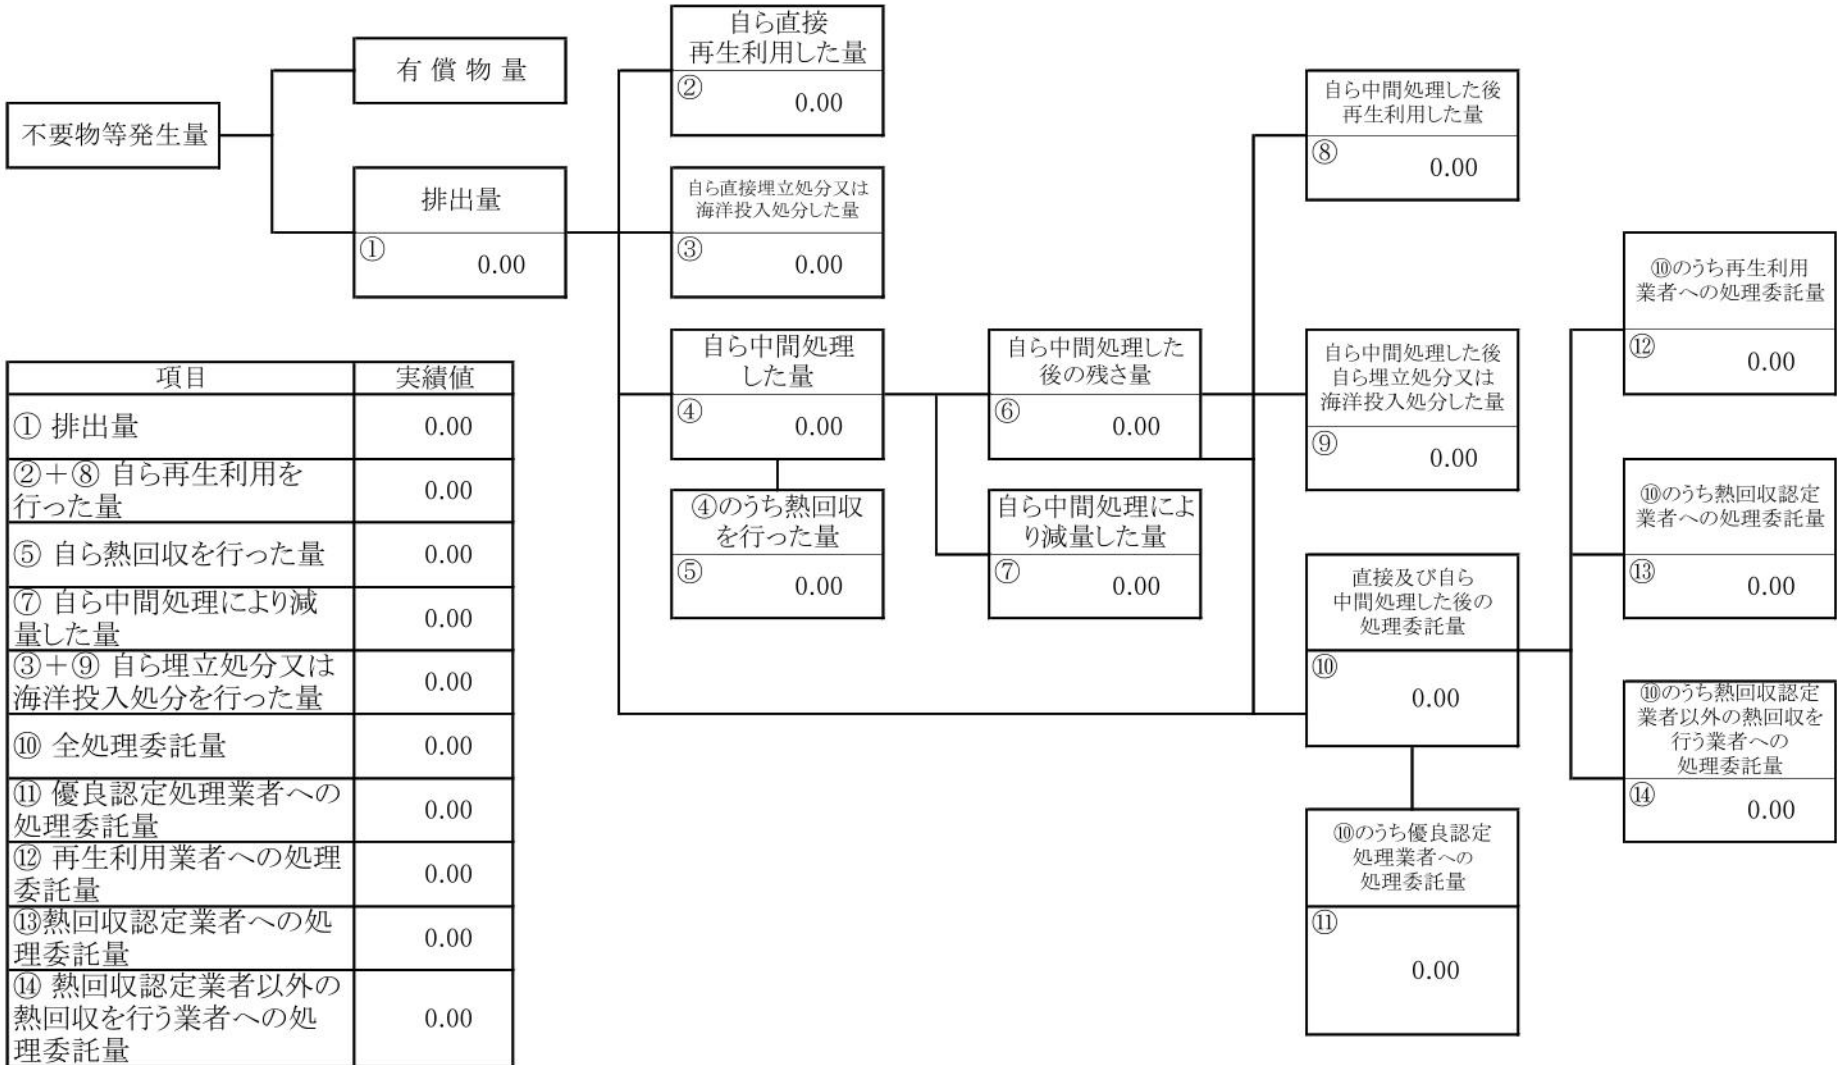 不要物等発生量
有償物量
排出量
①
0.00
自ら直接
再生利用した量
②
0.00
自ら直接埋立処分又は
海洋投入処分した量
③
0.00
自ら中間処理
した量
④
0.00
④のうち熱回収
を行った量
⑤
0.00
自ら中間処理した
後の残さ量
⑥
0.00
自ら中間処理によ
り減量した量
⑦
0.00
自ら中間処理した後
再生利用した量
⑧
0.00
自ら中間処理した後
自ら埋立処分又は
海洋投入処分した量
⑨
0.00
直接及び自ら
中間処理した後の
処理委託量
⑩
0.00
⑩のうち優良認定
処理業者への
処理委託量
⑪
0.00
⑩のうち再生利用
業者への処理委託量
⑫
0.00
⑩のうち熱回収認定
業者への処理委託量
⑬
0.00
⑩のうち熱回収認定
業者以外の熱回収を
行う業者への
処理委託量
⑭
0.00
項目 実績値
① 排出量 0.00
②＋⑧ 自ら再生利用を
行った量 0.00
⑤ 自ら熱回収を行った量 0.00
⑦ 自ら中間処理により減
量した量 0.00
③＋⑨ 自ら埋立処分又は
海洋投入処分を行った量 0.00
⑩ 全処理委託量 0.00
⑪ 優良認定処理業者への
処理委託量 0.00
⑫ 再生利用業者への処理
委託量 0.00
⑬熱回収認定業者への処
理委託量 0.00
⑭ 熱回収認定業者以外の
熱回収を行う業者への処
理委託量 0.00